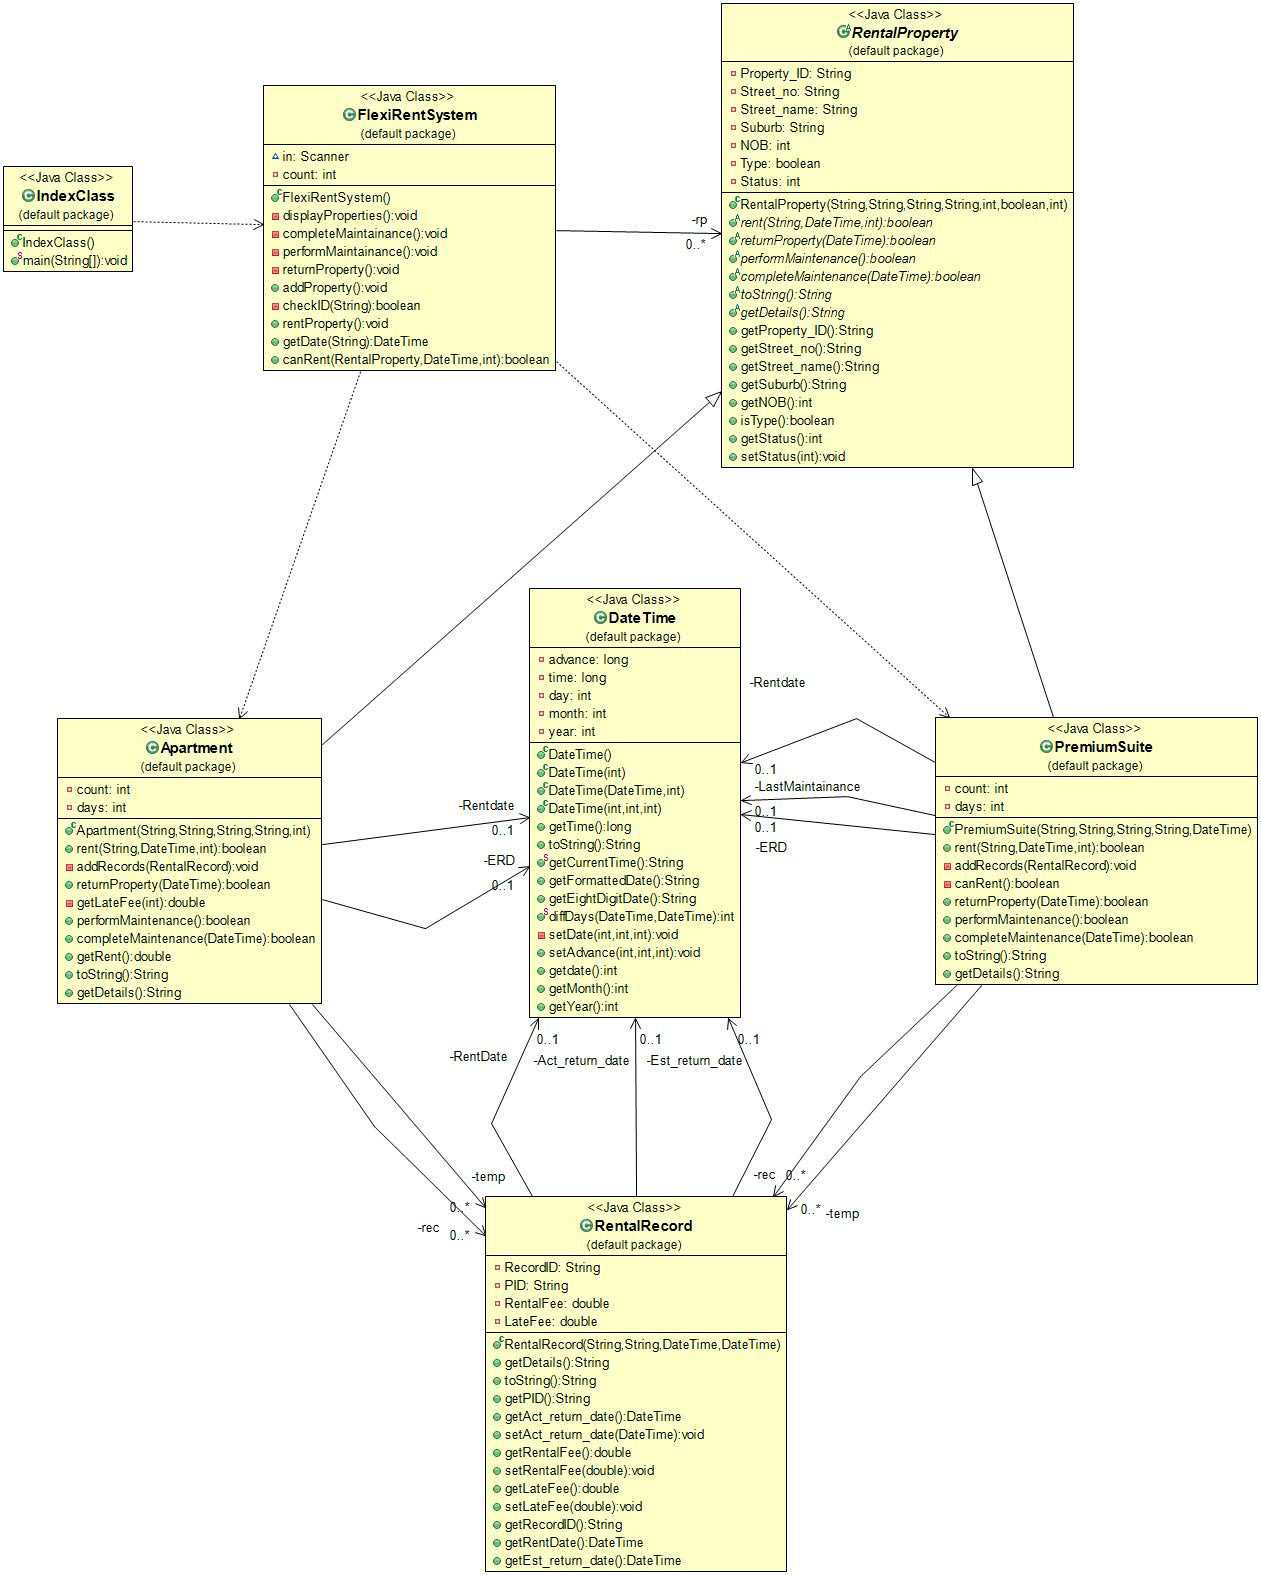 <<Java Class>>
RentalProperty
(default package)
Property_ID: String
Street_no: String
Street_name: String
Suburb: String
NOB: int
Type: boolean
Status: int
RentalProperty(String,String,String,String,int,boolean,int)
rent(String,DateTime,int):boolean
returnProperty(DateTime):boolean
performMaintenance():boolean
completeMaintenance(DateTime):boolean
toString():String
getDetails():String
getProperty_ID():String
getStreet_no():String
getStreet_name():String
getSuburb():String
getNOB():int
isType():boolean
getStatus():int
setStatus(int):void
<<Java Class>>
FlexiRentSystem
(default package)
in: Scanner
count: int
FlexiRentSystem()
displayProperties():void
completeMaintainance():void
performMaintainance():void
returnProperty():void
addProperty():void
checkID(String):boolean
rentProperty():void
getDate(String):DateTime
canRent(RentalProperty,DateTime,int):boolean
-rp
0..*
<<Java Class>>
IndexClass
(default package)
IndexClass()
main(String[]):void
<<Java Class>>
DateTime
(default package)
advance: long
time: long
day: int
month: int
year: int
DateTime()
DateTime(int)
DateTime(DateTime,int)
DateTime(int,int,int)
getTime():long
toString():String
getCurrentTime():String
getFormattedDate():String
getEightDigitDate():String
diffDays(DateTime,DateTime):int
setDate(int,int,int):void
setAdvance(int,int,int):void
getdate():int
getMonth():int
getYear():int
<<Java Class>>
Apartment
(default package)
count: int
days: int
Apartment(String,String,String,String,int)
rent(String,DateTime,int):boolean
addRecords(RentalRecord):void
returnProperty(DateTime):boolean
getLateFee(int):double
performMaintenance():boolean
completeMaintenance(DateTime):boolean
getRent():double
toString():String
getDetails():String
-Rentdate
0..1
-ERD
0..1
-Rentdate
0..1
-LastMaintainance
0..1
0..1
-ERD
<<Java Class>>
PremiumSuite
(default package)
count: int
days: int
PremiumSuite(String,String,String,String,DateTime)
rent(String,DateTime,int):boolean
addRecords(RentalRecord):void
canRent():boolean
returnProperty(DateTime):boolean
performMaintenance():boolean
completeMaintenance(DateTime):boolean
toString():String
getDetails():String
0..1
0..1
0..1
-RentDate
-Act_return_date
-Est_return_date
-temp
0..*
-rec
0..*
-rec
0..*
0..*
-temp
<<Java Class>>
RentalRecord
(default package)
RecordID: String
PID: String
RentalFee: double
LateFee: double
RentalRecord(String,String,DateTime,DateTime)
getDetails():String
toString():String
getPID():String
getAct_return_date():DateTime
setAct_return_date(DateTime):void
getRentalFee():double
setRentalFee(double):void
getLateFee():double
setLateFee(double):void
getRecordID():String
getRentDate():DateTime
getEst_return_date():DateTime